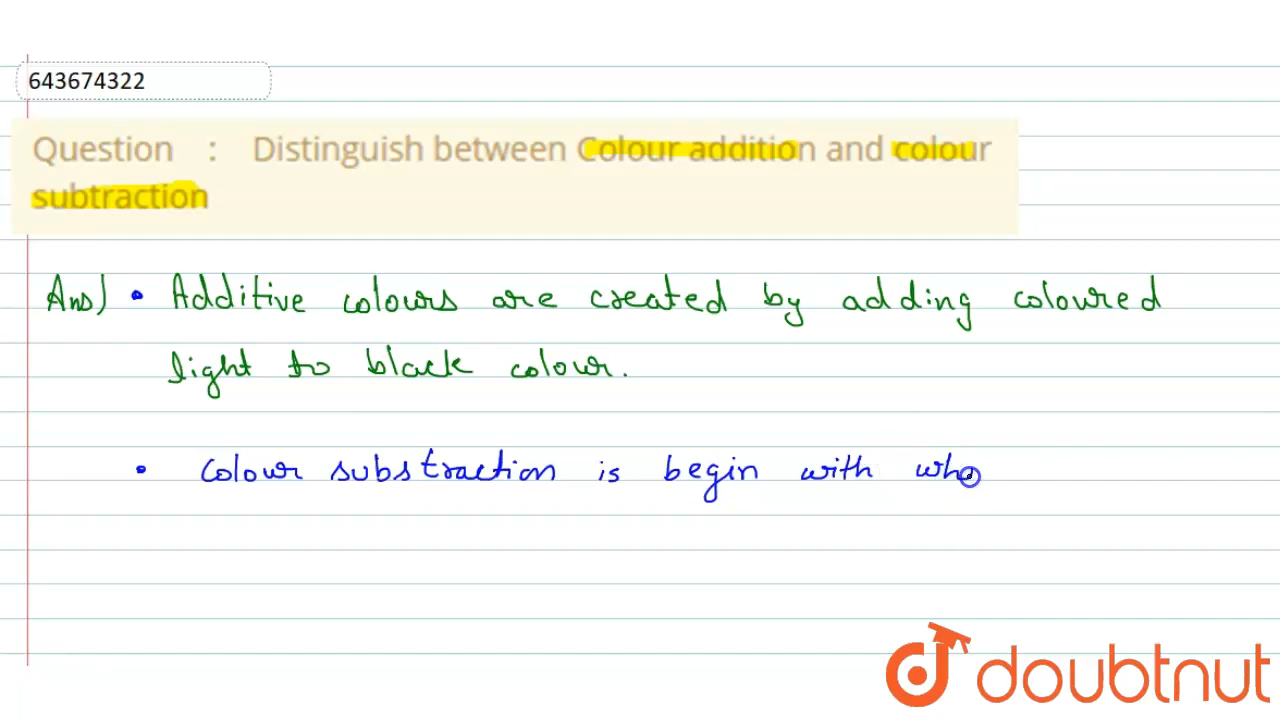 643674322
Question : Distinguish between Colour addition and colour
subtraction
Ans) • Additive colours are created by adding coloured
light to black colour.
• Colour substraction is begin with
doubtnut